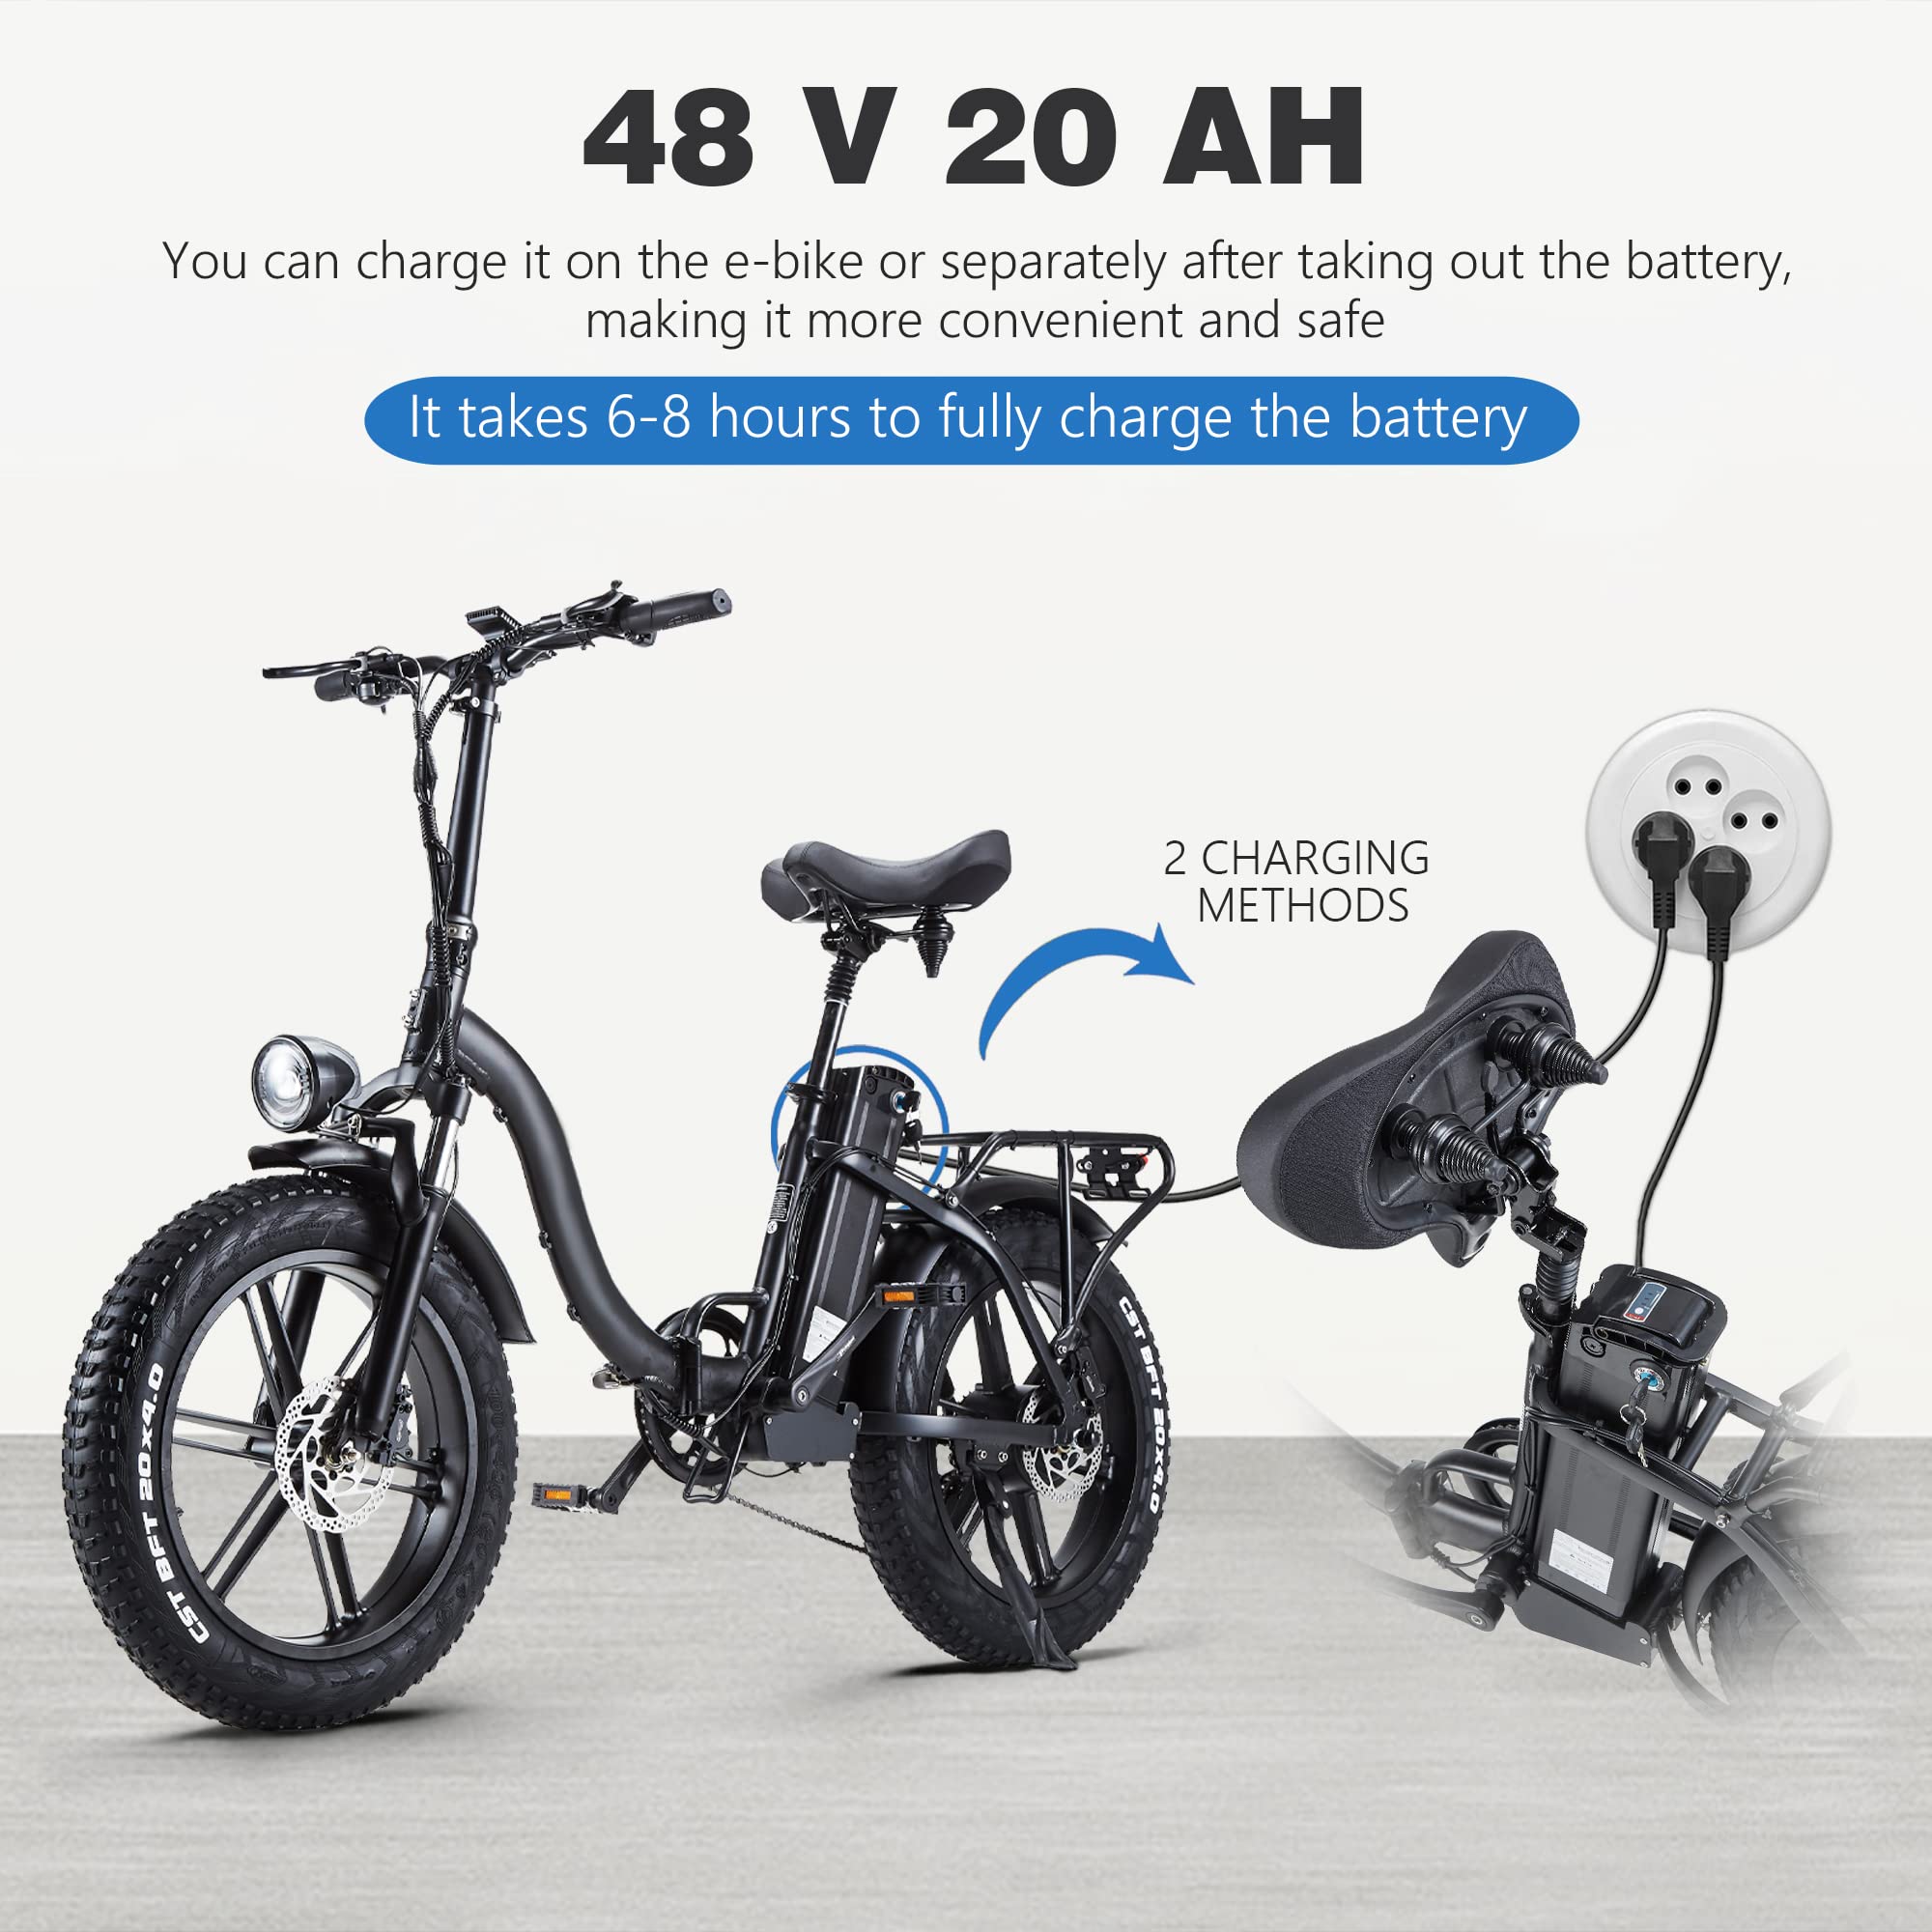 48 V 20 AH
You can charge it on the e-bike or separately after taking out the battery,
making it more convenient and safe
It takes 6-8 hours to fully charge the battery
2 CHARGING
METHODS
CST BFT 20x4.0
CST BFT 20x4.0